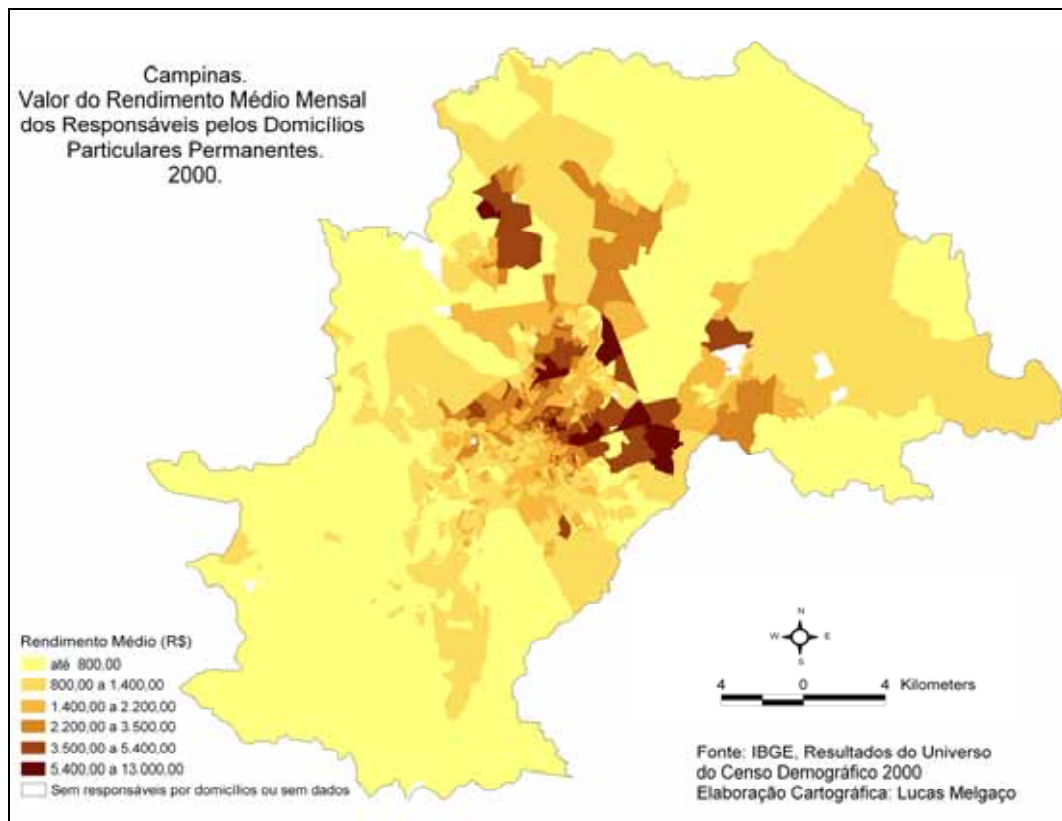 Campinas.
Valor do Rendimento Médio Mensal
dos Responsáveis pelos Domicílios
Particulares Permanentes.
2000.
N
W E
S
Rendimento Médio (R$)
até 800,00
800,00 a 1.400,00
1.400,00 a 2.200,00
2.200,00 a 3.500,00
3.500,00 a 5.400,00
5.400,00 a 13.000,00
Sem responsáveis por domicílios ou sem dados
4 0 4 Kilometers
Fonte: IBGE, Resultados do Universo
do Censo Demográfico 2000
Elaboração Cartográfica: Lucas Melgaço